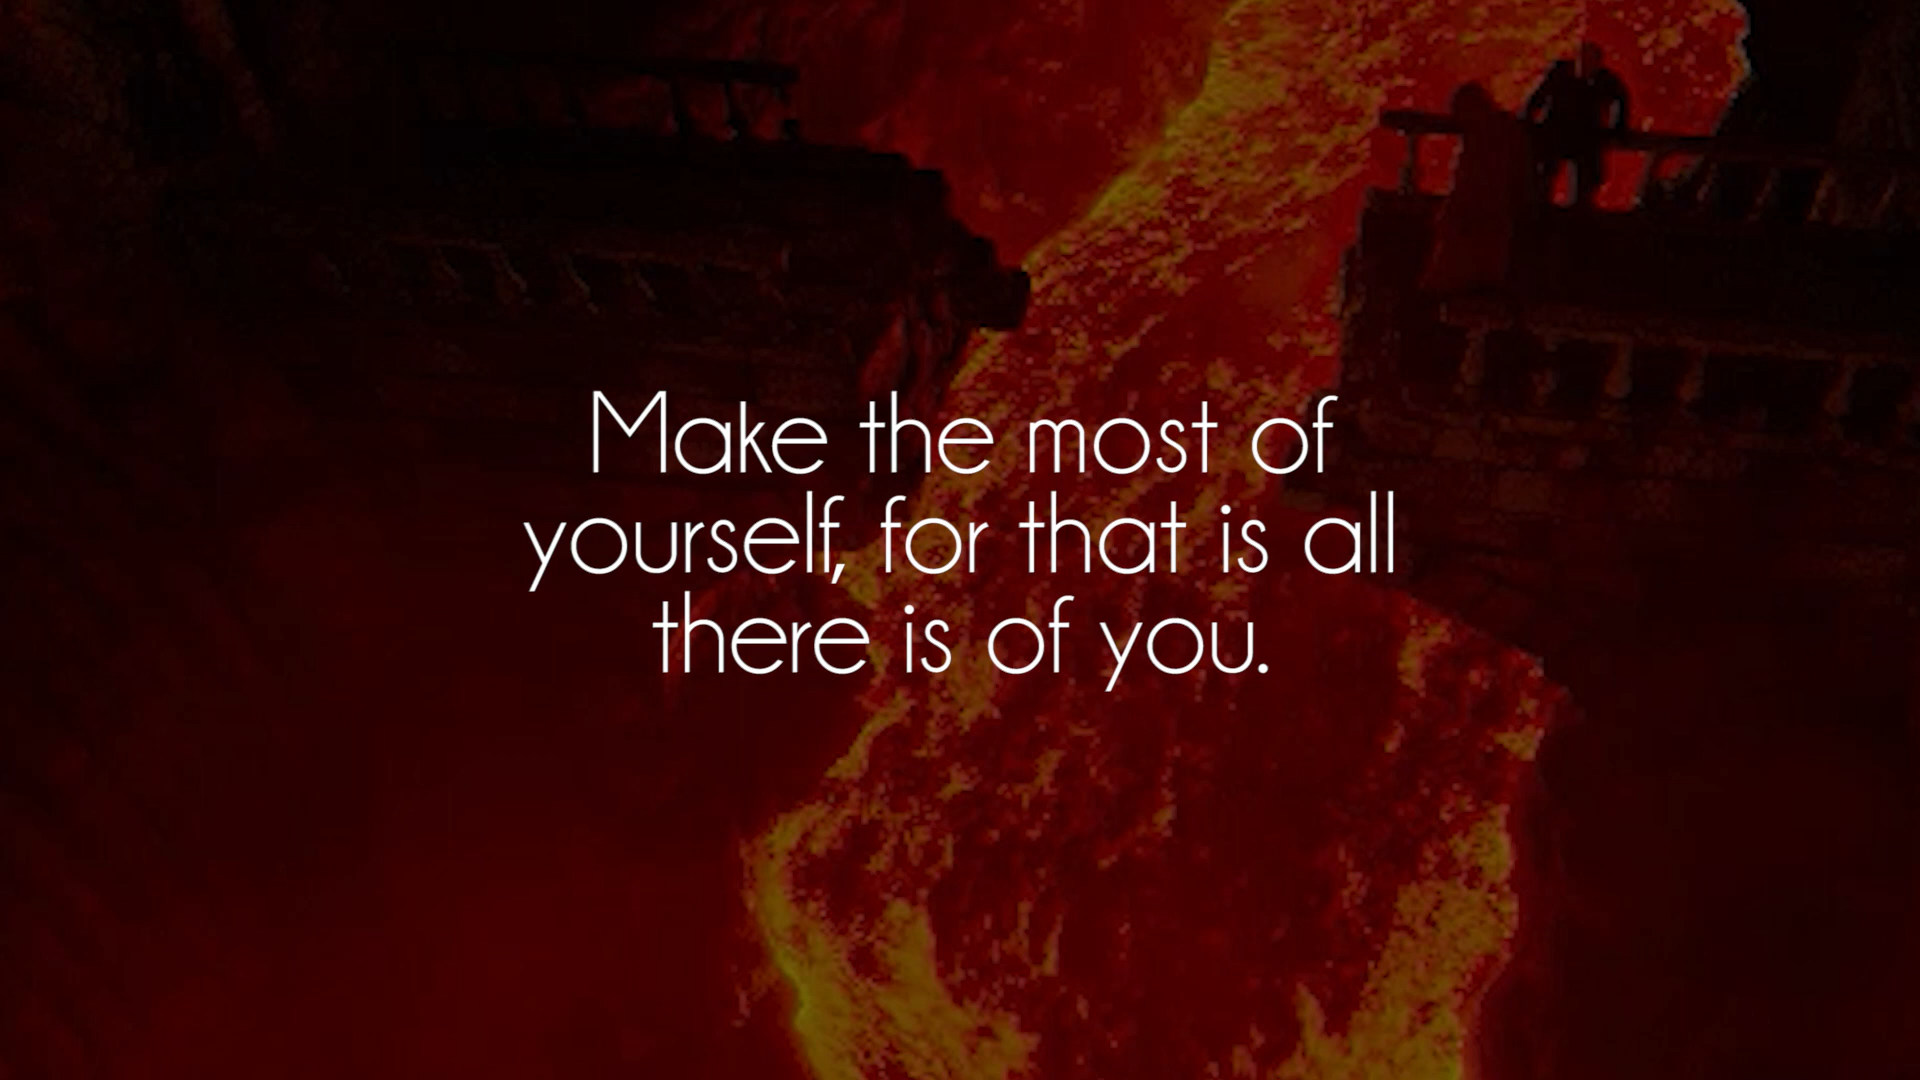 Make the most of
yourself, for that is all
there is of you.